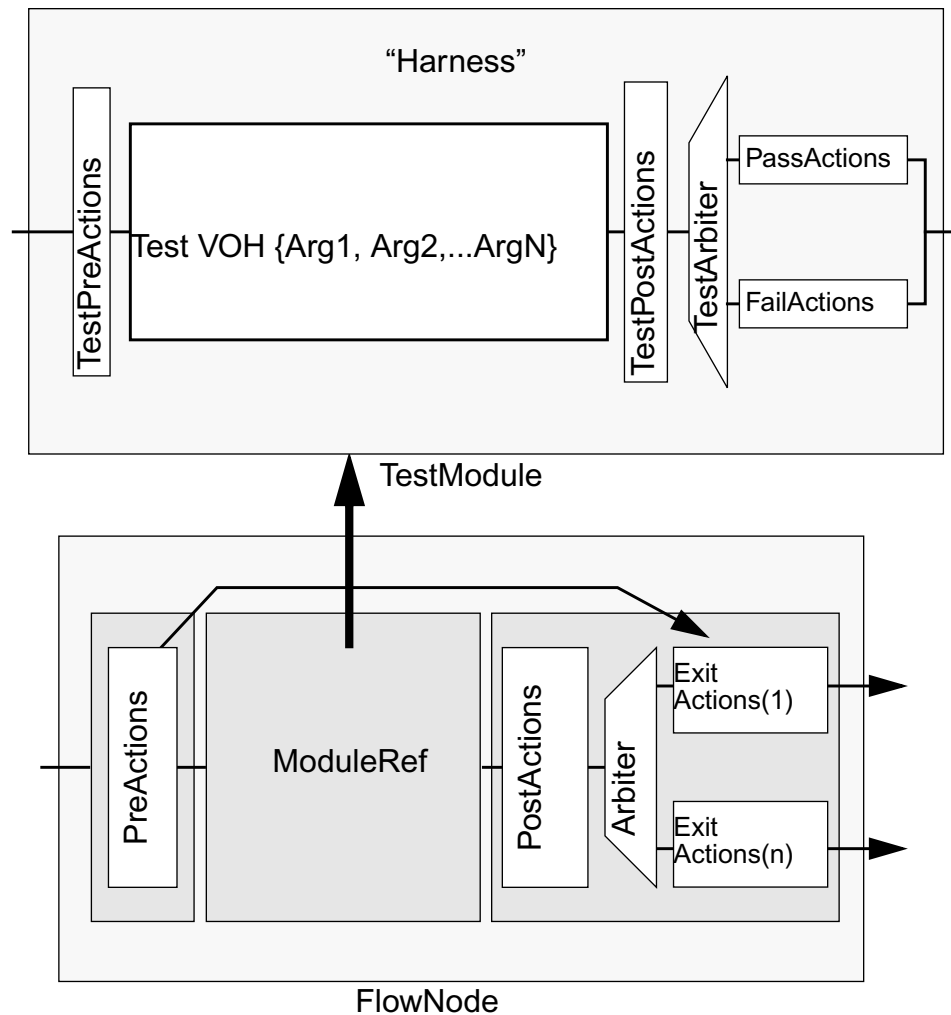 “Harness”
TestPreActions
Test VOH {Arg1, Arg2,...ArgN}
TestPostActions
TestArbiter
PassActions
FailActions
TestModule
PreActions
ModuleRef
PostActions
Arbiter
Exit
Actions(1)
Exit
Actions(n)
FlowNode